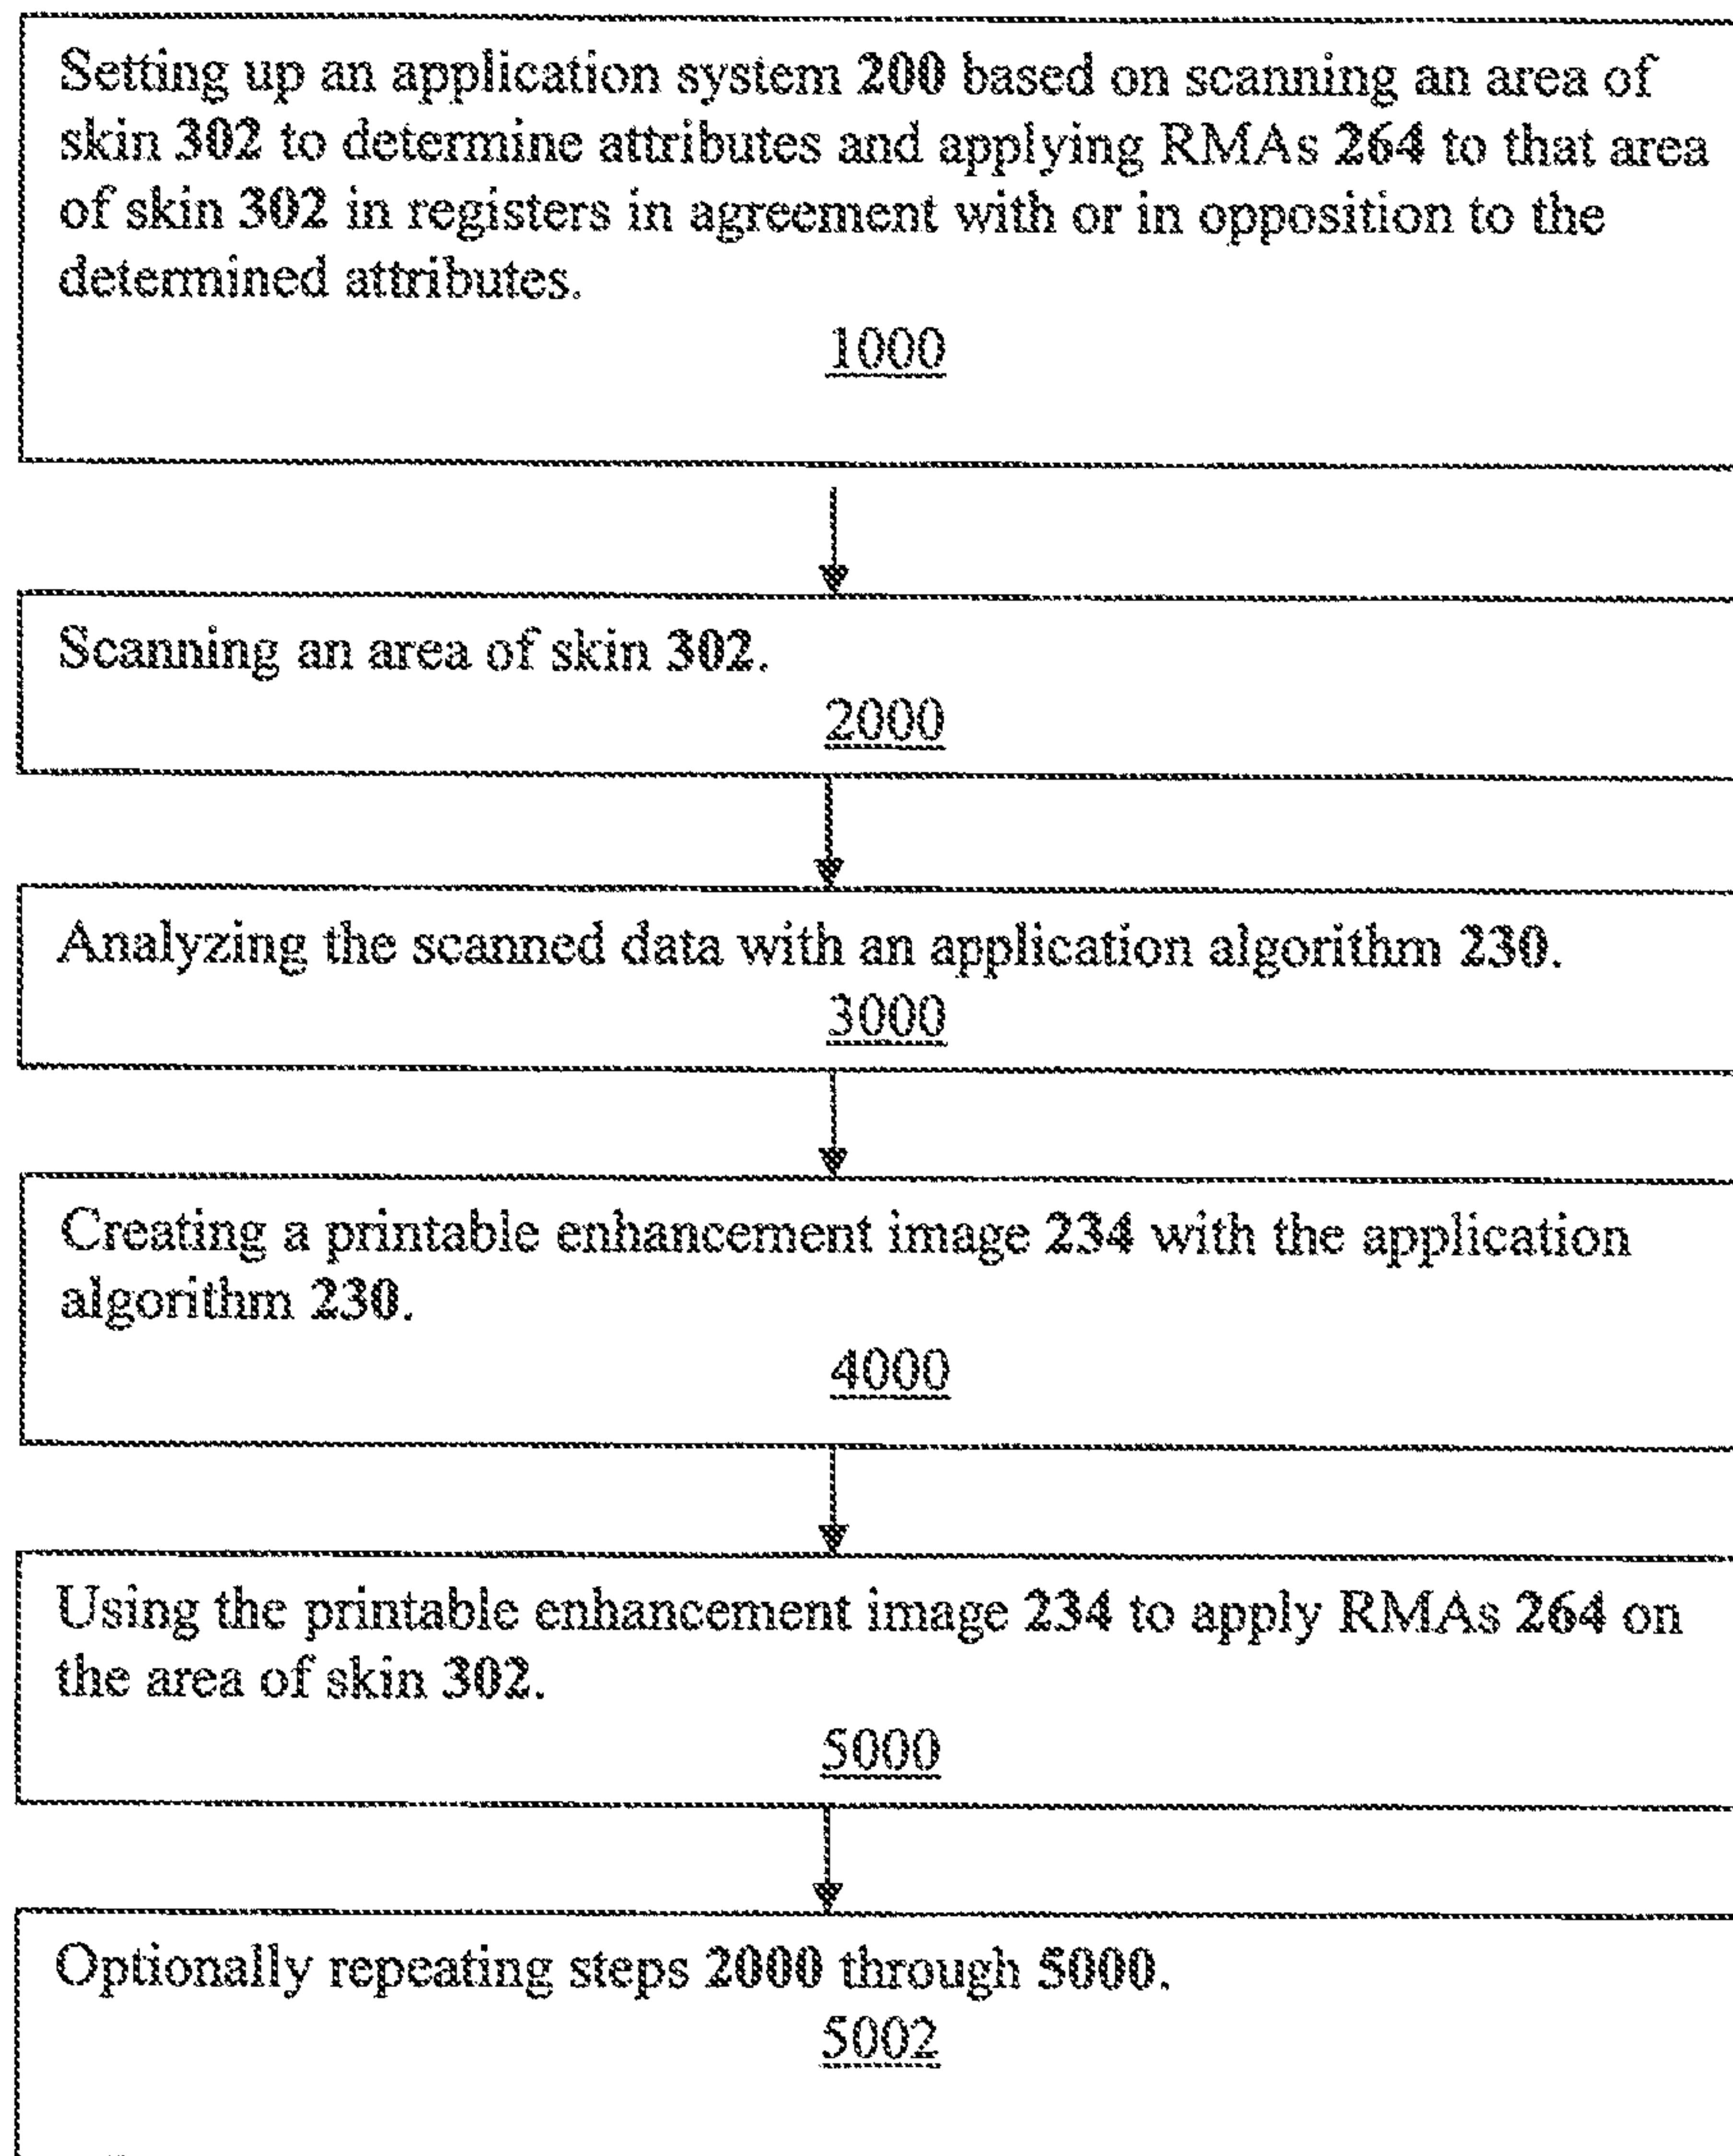 Setting up an application system 200 based on scanning an area of
skin 302 to determine attributes and applying RMAs 264 to that area
of skin 302 in registers in agreement with or in opposition to the
determined attributes.
1000
Scanning an area of skin 302.
2000
Analyzing the scanned data with an application algorithm 230.
3000
Creating a printable enhancement image 234 with the application
algorithm 230.
4000
Using the printable enhancement image 234 to apply RMAs 264 on
the area of skin 302.
5000
Optionally repeating steps 2000 through 5000.
5002